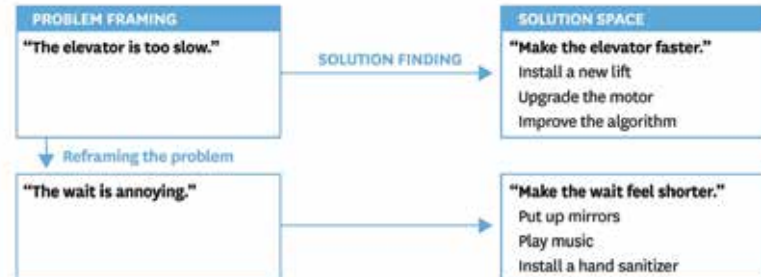 PROBLEM FRAMING
SOLUTION SPACE
“The elevator is too slow.”
SOLUTION FINDING
“Make the elevator faster.”
Install a new lift
Upgrade the motor
Improve the algorithm
Reframing the problem
“The wait is annoying.”
“Make the wait feel shorter.”
Put up mirrors
Play music
Install a hand sanitizer